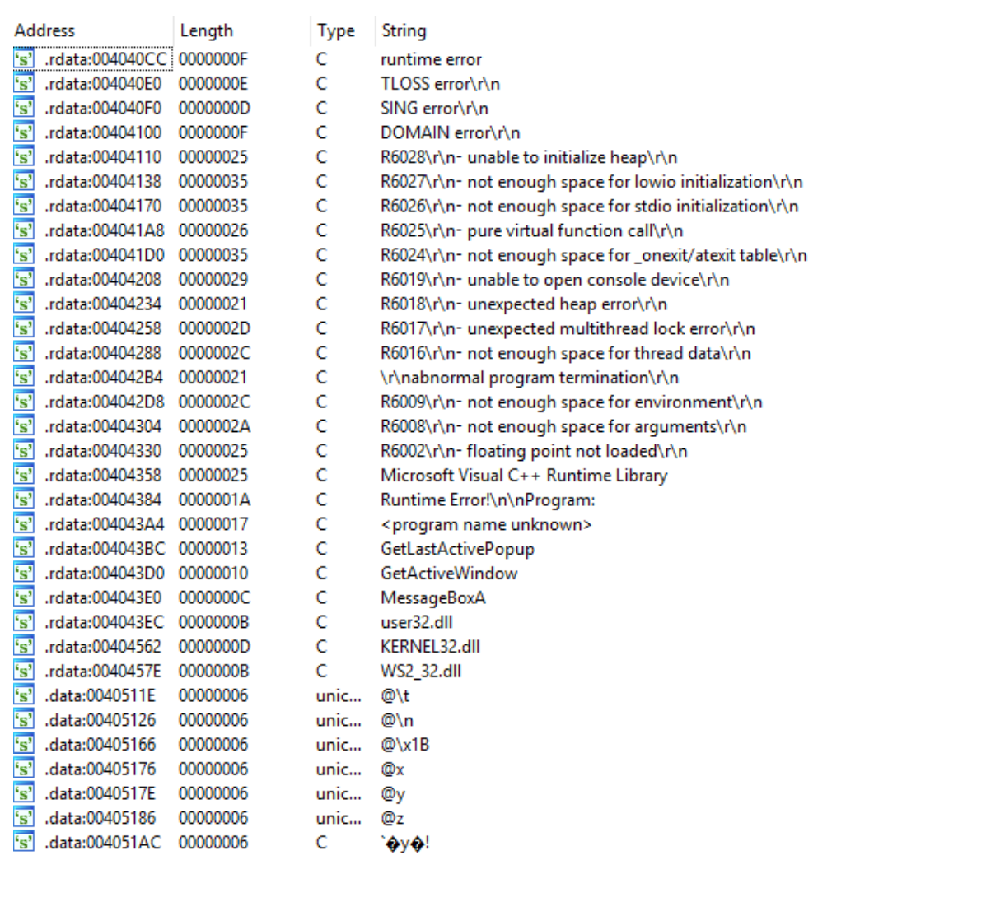 Address Length Type String
's' .rdata:004040CC 0000000F C runtime error
's' .rdata:004040E0 0000000E C TLOSS error\r\n
's' .rdata:004040F0 0000000D C SING error\r\n
's' .rdata:00404100 0000000F C DOMAIN error\r\n
's' .rdata:00404110 00000025 C R6028\r\n- unable to initialize heap\r\n
's' .rdata:00404138 00000035 C R6027\r\n- not enough space for lowio initialization\r\n
's' .rdata:00404170 00000035 C R6026\r\n- not enough space for stdio initialization\r\n
's' .rdata:004041A8 00000026 C R6025\r\n- pure virtual function call\r\n
's' .rdata:004041D0 00000035 C R6024\r\n- not enough space for _onexit/atexit table\r\n
's' .rdata:00404208 00000029 C R6019\r\n- unable to open console device\r\n
's' .rdata:00404234 00000021 C R6018\r\n- unexpected heap error\r\n
's' .rdata:00404258 0000002D C R6017\r\n- unexpected multithread lock error\r\n
's' .rdata:00404288 0000002C C R6016\r\n- not enough space for thread data\r\n
's' .rdata:004042B4 00000021 C \r\nabnormal program termination\r\n
's' .rdata:004042D8 0000002C C R6009\r\n- not enough space for environment\r\n
's' .rdata:00404304 0000002A C R6008\r\n- not enough space for arguments\r\n
's' .rdata:00404330 00000025 C R6002\r\n- floating point not loaded\r\n
's' .rdata:00404358 00000025 C Microsoft Visual C++ Runtime Library
's' .rdata:00404384 0000001A C Runtime Error!\n\nProgram:
's' .rdata:004043A4 00000017 C <program name unknown>
's' .rdata:004043BC 00000013 C GetLastActivePopup
's' .rdata:004043D0 00000010 C GetActiveWindow
's' .rdata:004043E0 0000000C C MessageBoxA
's' .rdata:004043EC 0000000B C user32.dll
's' .rdata:00404562 0000000D C KERNEL32.dll
's' .rdata:0040457E 0000000B C WS2_32.dll
's' .data:0040511E 00000006 unic... @\t
's' .data:00405126 00000006 unic... @\n
's' .data:00405166 00000006 unic... @\x1B
's' .data:00405176 00000006 unic... @x
's' .data:0040517E 00000006 unic... @y
's' .data:00405186 00000006 unic... @z
's' .data:004051AC 00000006 C `�y�!